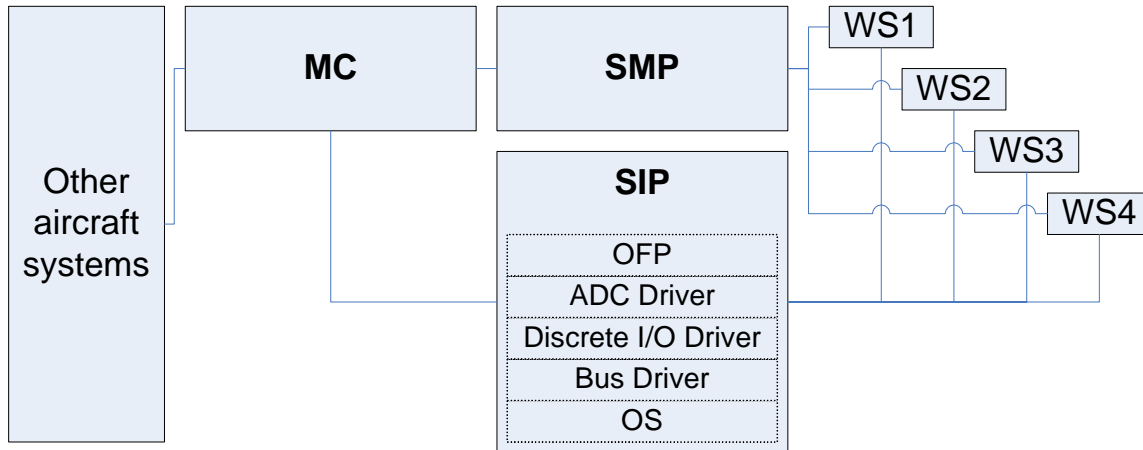 Other
aircraft
systems
MC
SMP
WS1
WS2
WS3
WS4
SIP
OFP
ADC Driver
Discrete I/O Driver
Bus Driver
OS